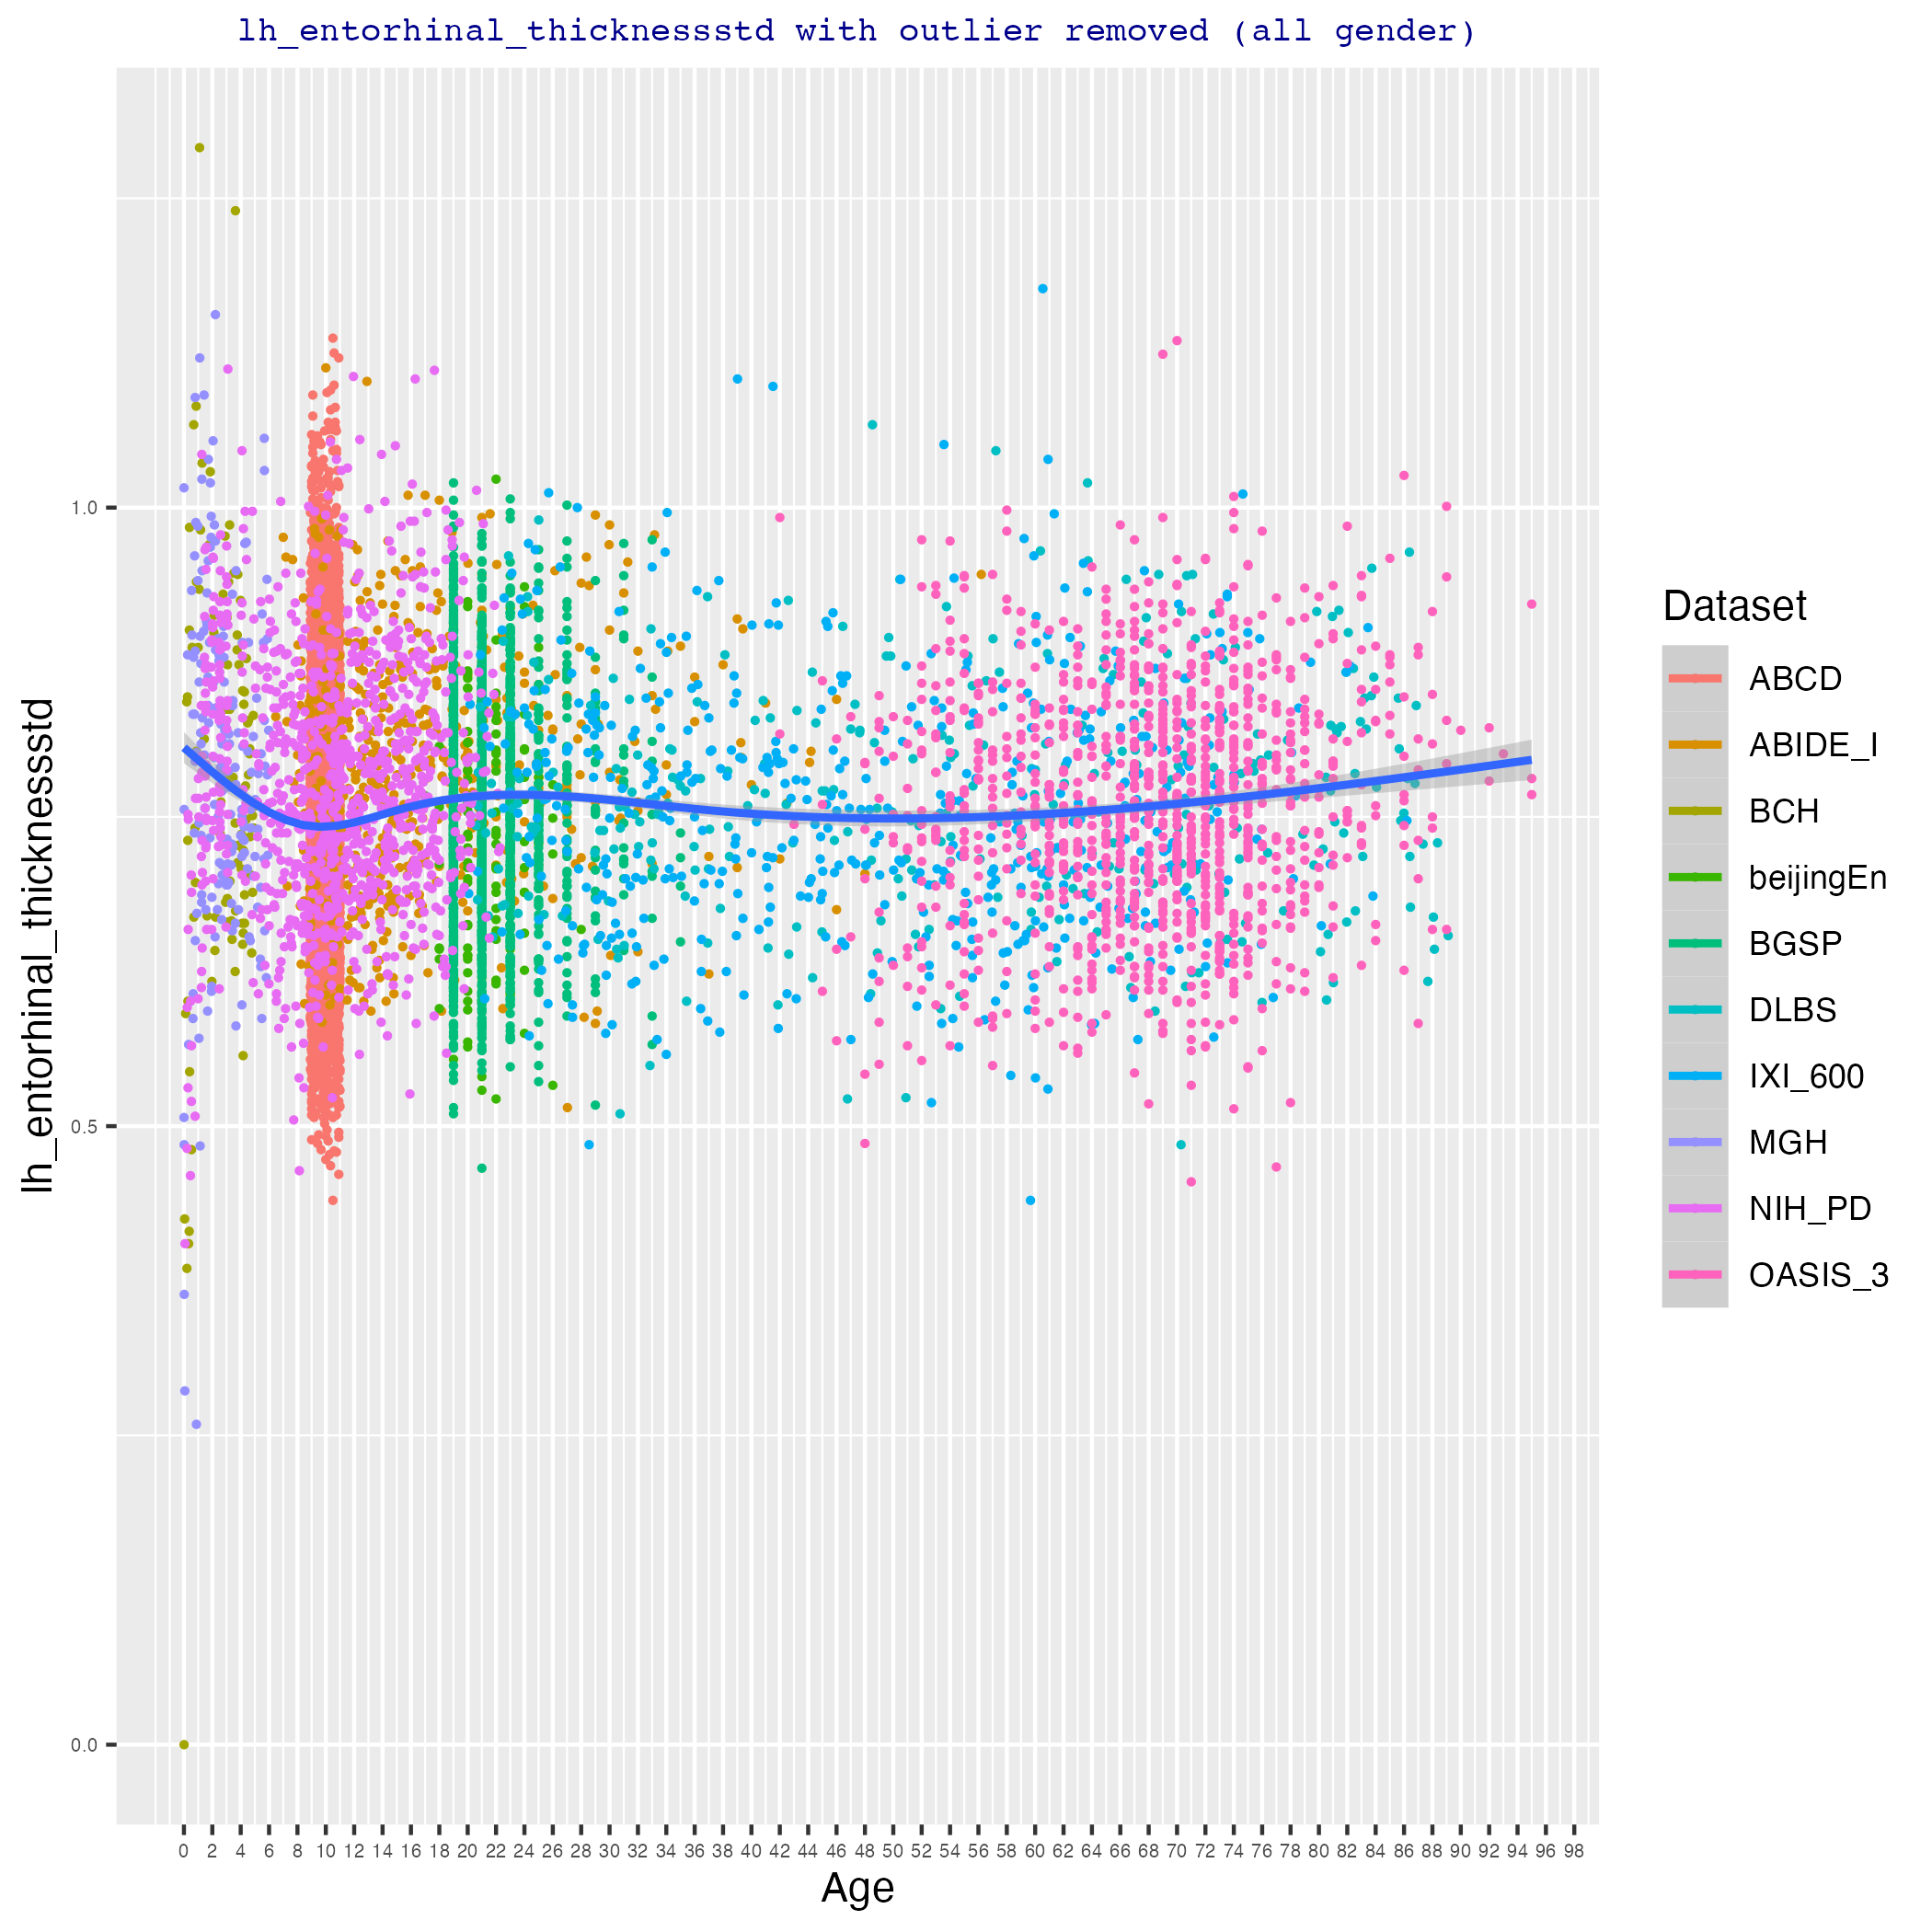 lh_entorhinal_thicknessstd with outlier removed (all gender)
lh_entorhinal_thicknessstd
1.0
0.5
0.0
0 2 4 6 8 10 12 14 16 18 20 22 24 26 28 30 32 34 36 38 40 42 44 46 48 50 52 54 56 58 60 62 64 66 68 70 72 74 76 78 80 82 84 86 88 90 92 94 96 98
Age
Dataset
ABCD
ABIDE_I
BCH
beijingEn
BGSP
DLBS
IXI_600
MGH
NIH_PD
OASIS_3